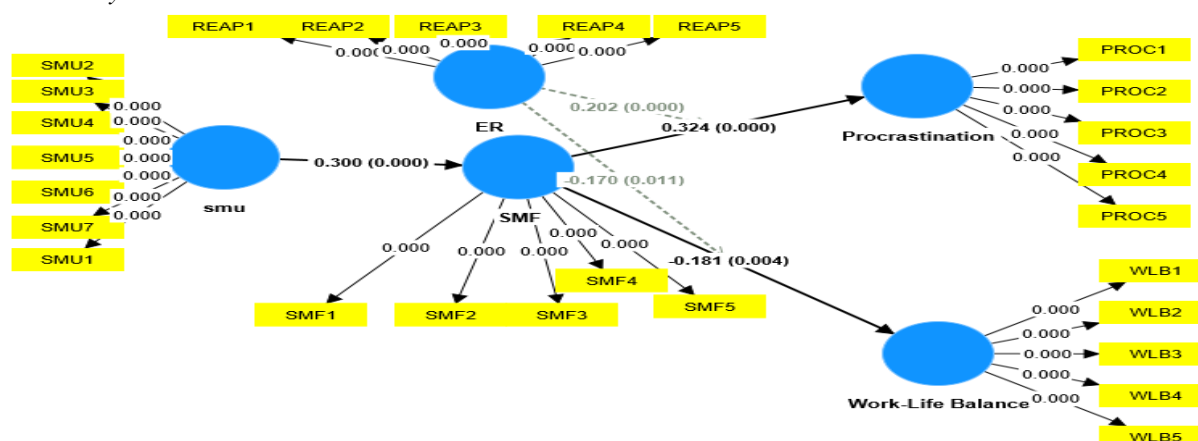 REAP1
REAP2
REAP3
REAP4
REAP5
0.000
0.000
0.000
0.000
0.000
SMU2
SMU3
SMU4
SMU5
SMU6
SMU7
SMU1
0.000
0.000
0.000
0.000
0.000
0.000
0.000
smu
0.300 (0.000)
ER
0.202 (0.000)
0.324 (0.000)
-0.170 (0.011)
SMF
-0.181 (0.004)
0.000
0.000
0.000
0.000
0.000
SMF1
SMF2
SMF3
SMF4
SMF5
Procrastination
0.000
0.000
0.000
0.000
0.000
PROC1
PROC2
PROC3
PROC4
PROC5
Work-Life Balance
0.000
0.000
0.000
0.000
0.000
WLB1
WLB2
WLB3
WLB4
WLB5